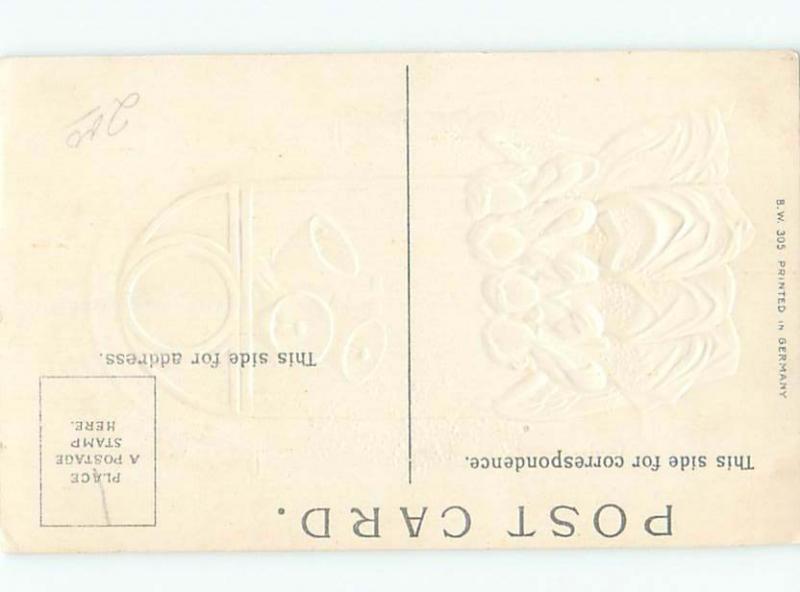 POST CARD.
This side for correspondence.
This side for address.
PLACE
A POSTAGE
STAMP
HERE.
B.W. 305 PRINTED IN GERMANY